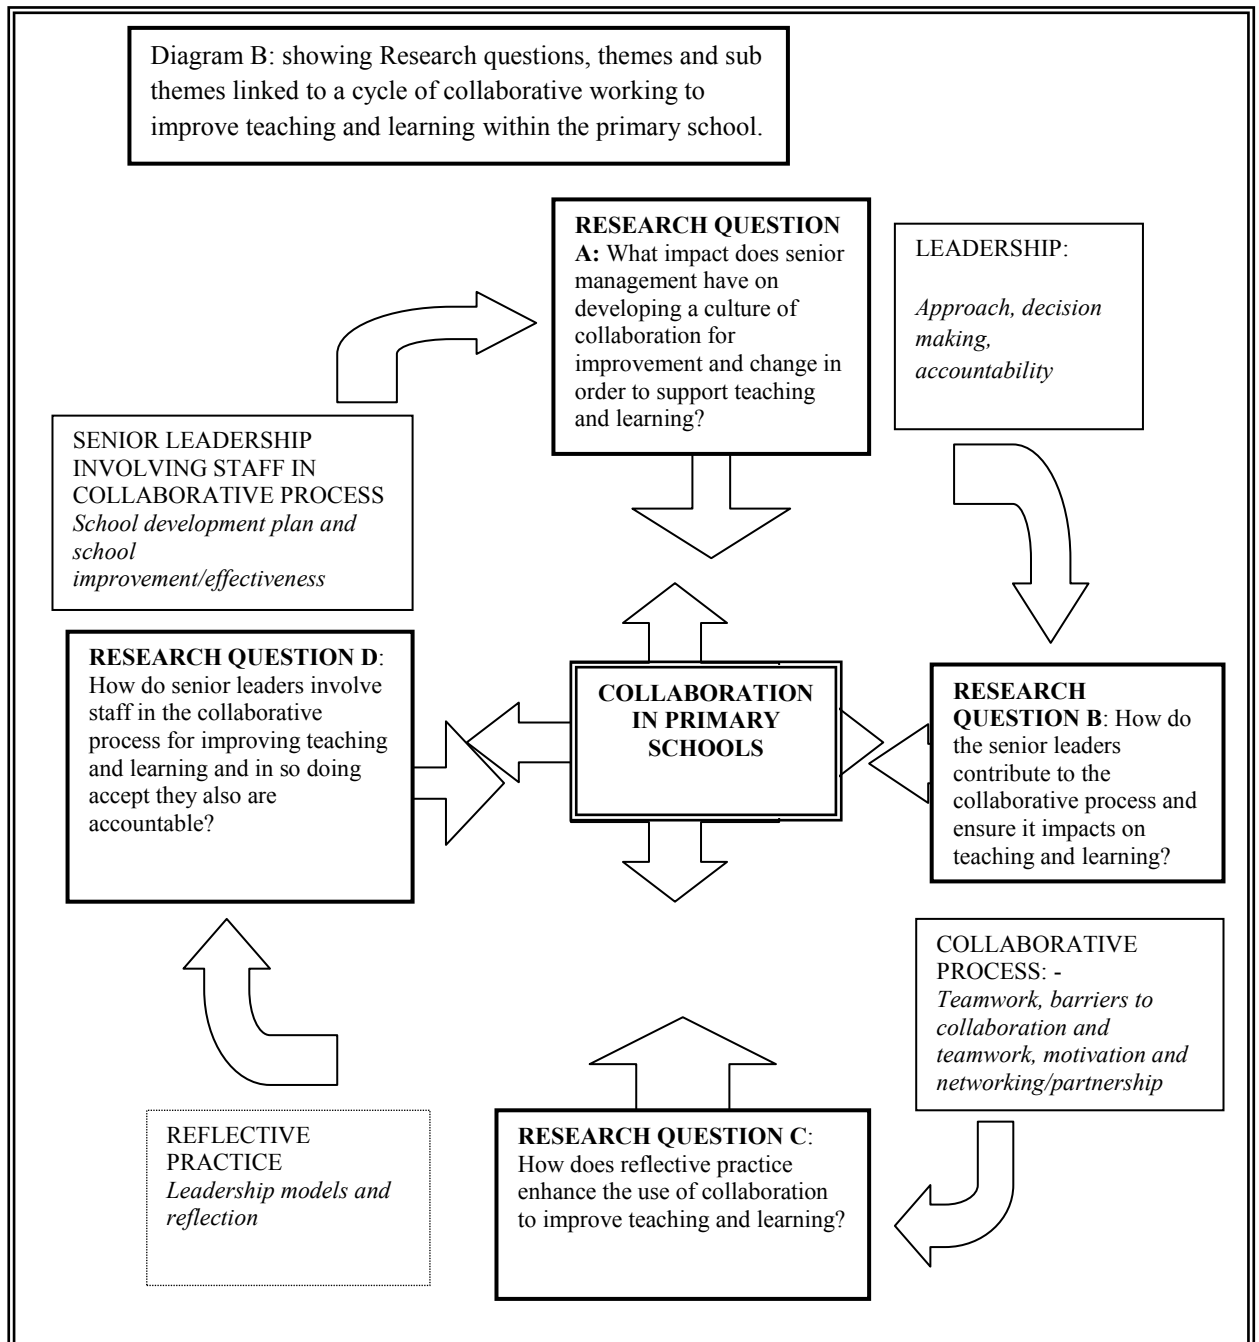 Diagram B: showing Research questions, themes and sub
themes linked to a cycle of collaborative working to
improve teaching and learning within the primary school.
RESEARCH QUESTION
A: What impact does senior
management have on
developing a culture of
collaboration for
improvement and change in
order to support teaching
and learning?
LEADERSHIP:
Approach, decision
making,
accountability
SENIOR LEADERSHIP
INVOLVING STAFF IN
COLLABORATIVE PROCESS
School development plan and
school
improvement/effectiveness
RESEARCH QUESTION D:
How do senior leaders involve
staff in the collaborative
process for improving teaching
and learning and in so doing
accept they also are
accountable?
COLLABORATION
IN PRIMARY
SCHOOLS
RESEARCH
QUESTION B: How do
the senior leaders
contribute to the
collaborative process and
ensure it impacts on
teaching and learning?
COLLABORATIVE
PROCESS: -
Teamwork, barriers to
collaboration and
teamwork, motivation and
networking/partnership
REFLECTIVE
PRACTICE
Leadership models and
reflection
RESEARCH QUESTION C:
How does reflective practice
enhance the use of collaboration
to improve teaching and learning?